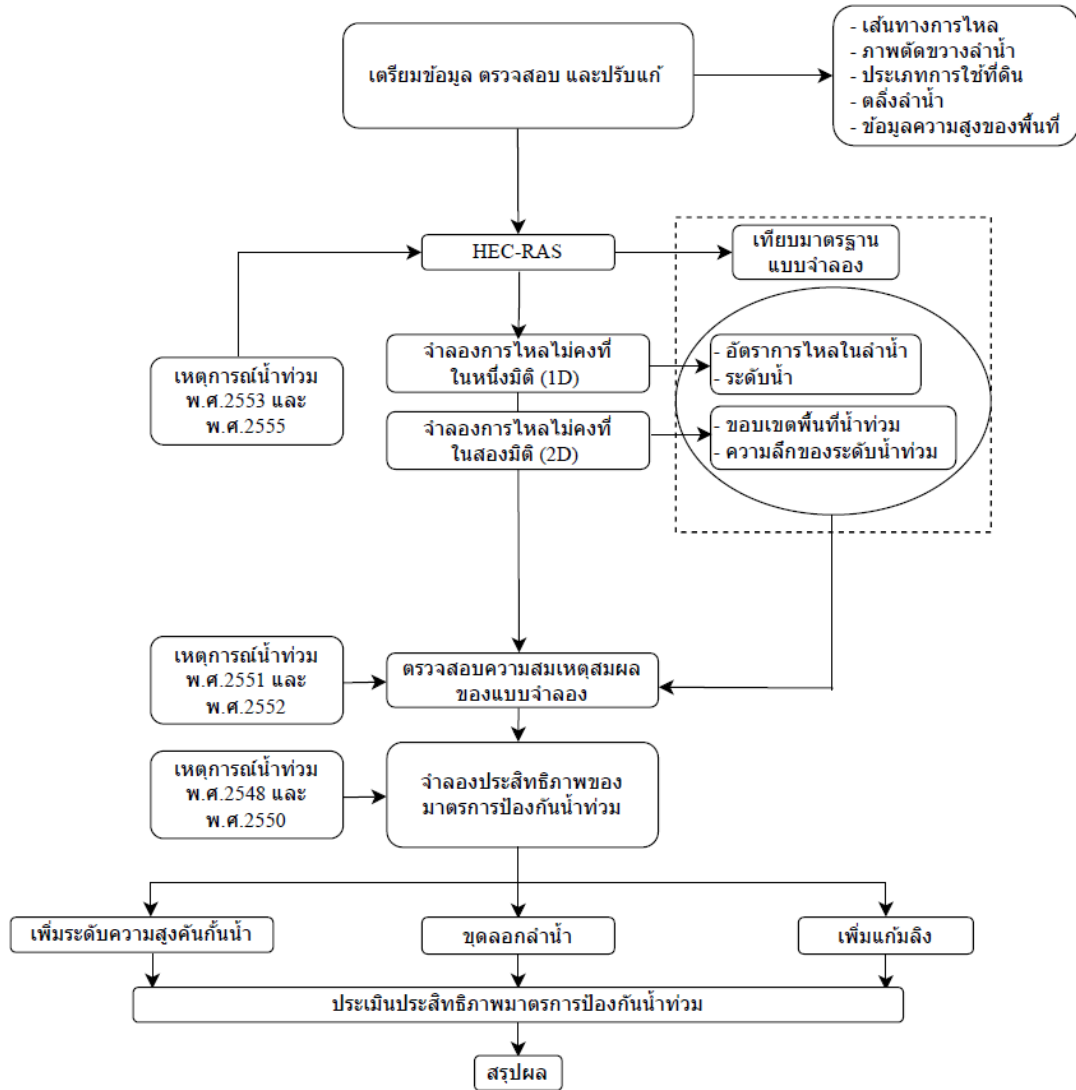 เตรียมข้อมูล ตรวจสอบ และปรับแก้
- เส้นทางการไหล
- ภาพตัดขวางลำน้ำ
- ประเภทการใช้ที่ดิน
- ตลิ่งลำน้ำ
- ข้อมูลความสูงของพื้นที่
HEC-RAS
เทียบมาตรฐาน
แบบจำลอง
เหตุการณ์น้ำท่วม
พ.ศ.2553 และ
พ.ศ.2555
จำลองการไหลไม่คงที่
ในหนึ่งมิติ (1D)
- อัตราการไหลในลำน้ำ
- ระดับน้ำ
จำลองการไหลไม่คงที่
ในสองมิติ (2D)
- ขอบเขตพื้นที่น้ำท่วม
- ความลึกของระดับน้ำท่วม
เหตุการณ์น้ำท่วม
พ.ศ.2551 และ
พ.ศ.2552
ตรวจสอบความสมเหตุสมผล
ของแบบจำลอง
เหตุการณ์น้ำท่วม
พ.ศ.2548 และ
พ.ศ.2550
จำลองประสิทธิภาพของ
มาตรการป้องกันน้ำท่วม
เพิ่มระดับความสูงคันกั้นน้ำ
ขุดลอกลำน้ำ
เพิ่มแก้มลิง
ประเมินประสิทธิภาพมาตรการป้องกันน้ำท่วม
สรุปผล